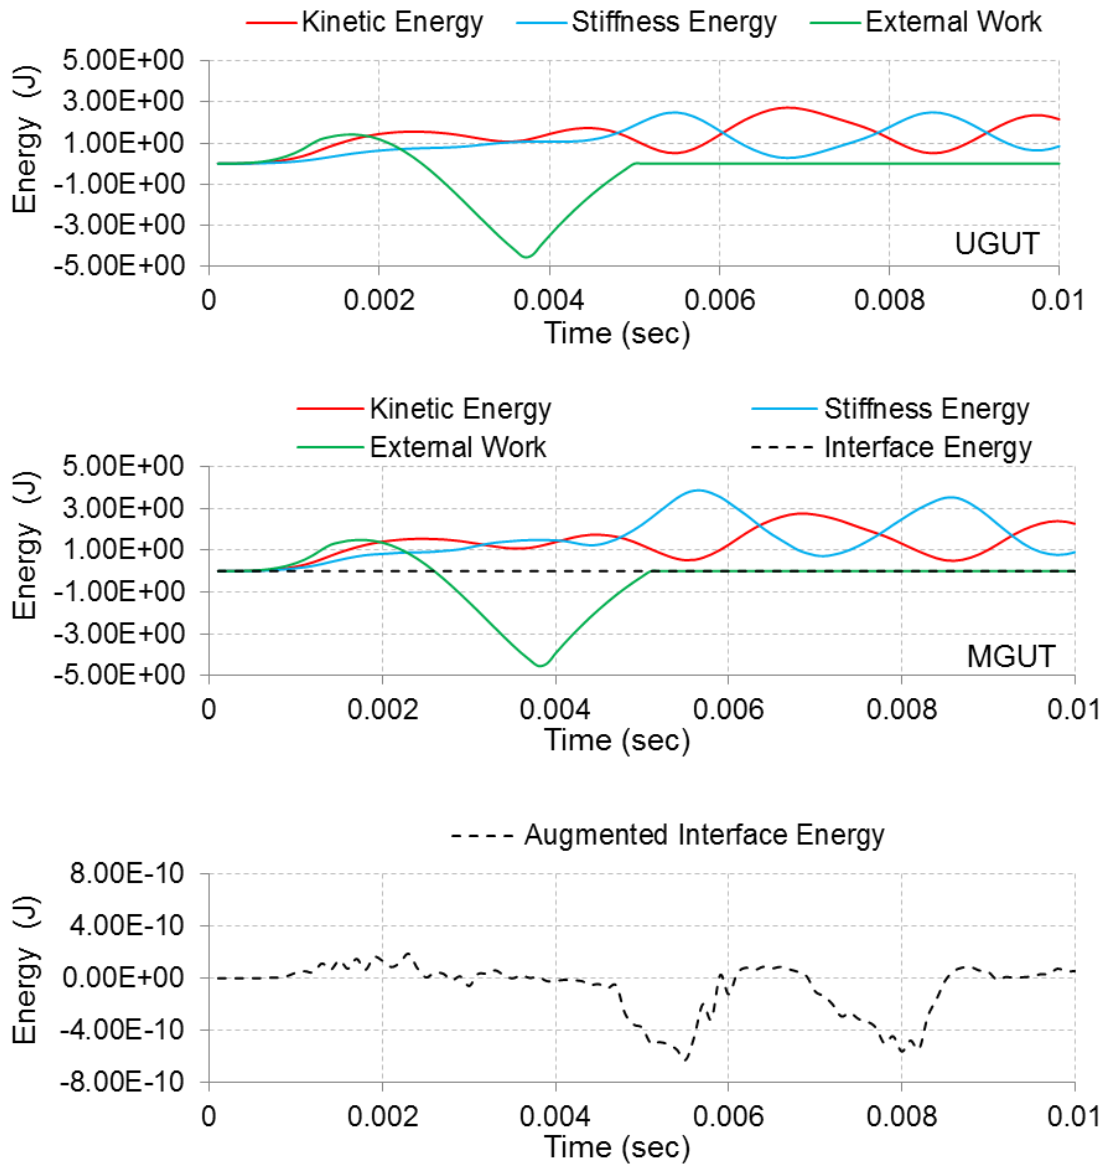 Kinetic Energy Stiffness Energy External Work
5.00E+00
3.00E+00
1.00E+00
-1.00E+00
-3.00E+00
-5.00E+00
Energy (J)
UGUT
0 0.002 0.004 0.006 0.008 0.01
Time (sec)
Kinetic Energy Stiffness Energy
External Work Interface Energy
5.00E+00
3.00E+00
1.00E+00
-1.00E+00
-3.00E+00
-5.00E+00
Energy (J)
MGUT
0 0.002 0.004 0.006 0.008 0.01
Time (sec)
Augmented Interface Energy
8.00E-10
4.00E-10
0.00E+00
-4.00E-10
-8.00E-10
Energy (J)
0 0.002 0.004 0.006 0.008 0.01
Time (sec)